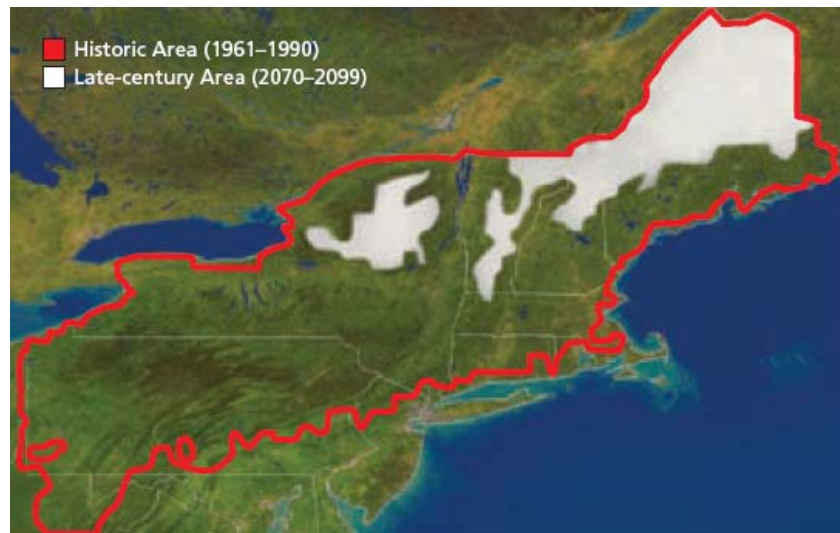 Historic Area (1961–1990)
Late-century Area (2070–2099)